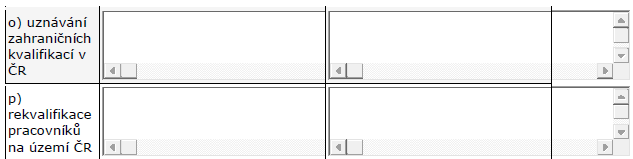 o) uznávání
zahraničních
kvalifikací v
ČR
p)
rekvalifikace
pracovníků
na území ČR